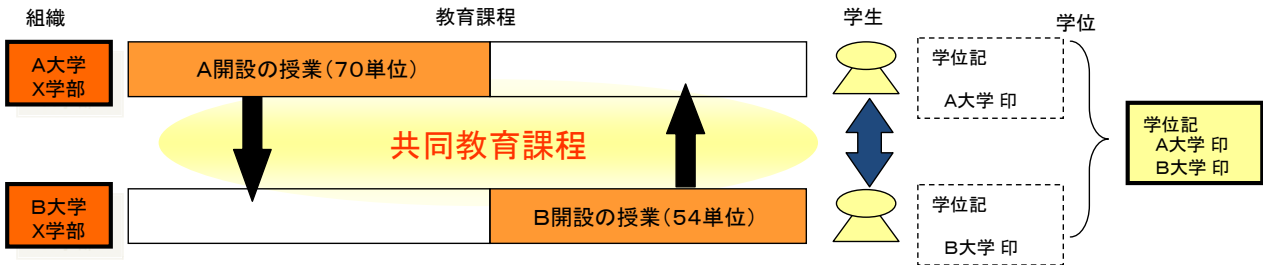 組織
教育課程
学生
学位
A大学
X学部
A開設の授業(70単位)
学位記
A大学 印
共同教育課程
学位記
A大学 印
B大学 印
B大学
X学部
B開設の授業(54単位)
学位記
B大学 印